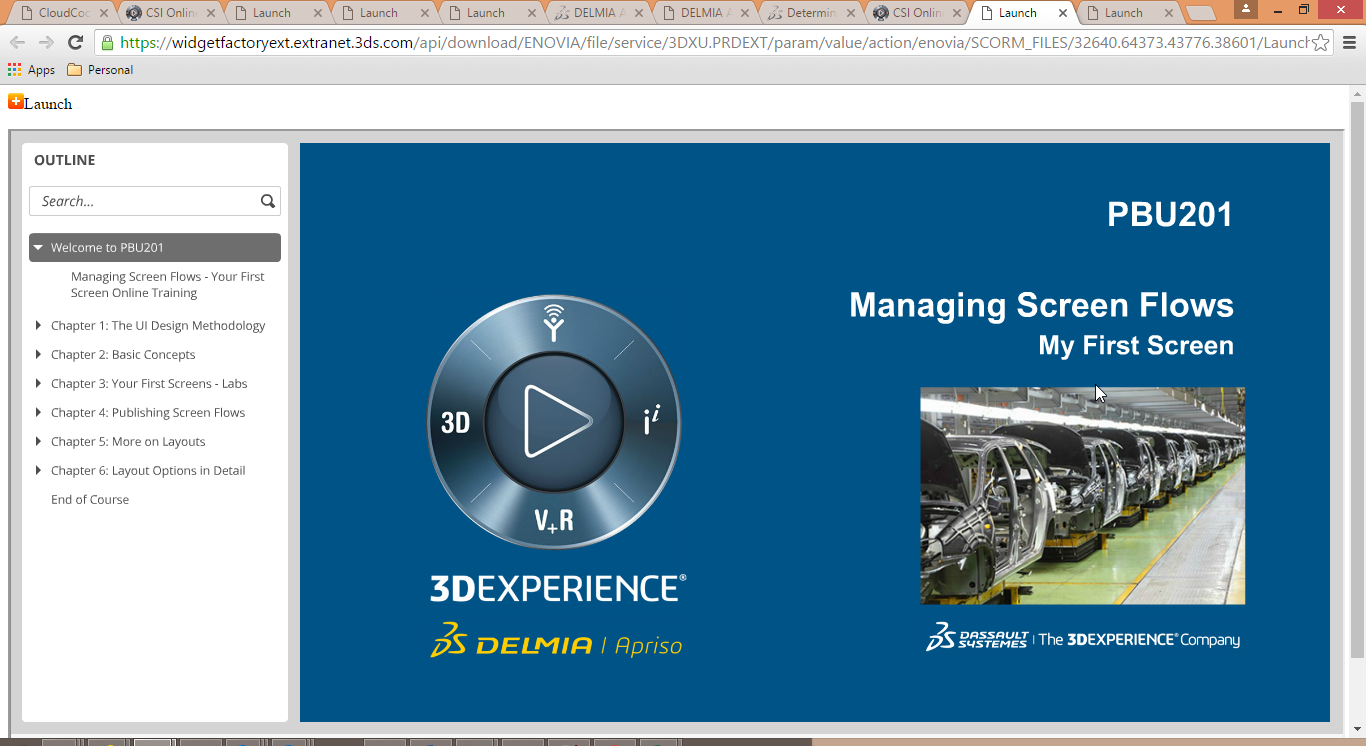 CloudCoo
CSI Online
Launch
Launch
Launch
DELMIA A
DELMIA A
Determin
CSI Online
Launch
Launch
https://widgetfactoryext.extranet.3ds.com/api/download/ENOVIA/file/service/3DXU.PRDEXT/param/value/action/enovia/SCORM_FILES/32640.64373.43776.38601/Launch
Apps
Personal
Launch
OUTLINE
Search...
Welcome to PBU201
Managing Screen Flows - Your First
Screen Online Training
Chapter 1: The UI Design Methodology
Chapter 2: Basic Concepts
Chapter 3: Your First Screens - Labs
Chapter 4: Publishing Screen Flows
Chapter 5: More on Layouts
Chapter 6: Layout Options in Detail
End of Course
PBU201
Managing Screen Flows
My First Screen
3D
i i
V+R
3DEXPERIENCE®
DS DELMIA | Apriso
DS DASSAULT SYSTEMES | The 3DEXPERIENCE® Company